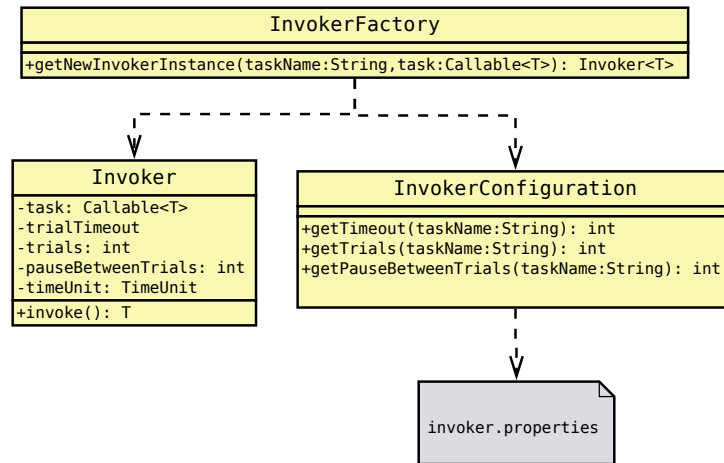 InvokerFactory
+getNewInvokerInstance(taskName:String,task:Callable<T>): Invoker<T>
Invoker
-task: Callable<T>
-trialTimeout
-trials: int
-pauseBetweenTrials: int
-timeUnit: TimeUnit
+invoke(): T
InvokerConfiguration
+getTimeout(taskName:String): int
+getTrials(taskName:String): int
+getPauseBetweenTrials(taskName:String): int
invoker.properties